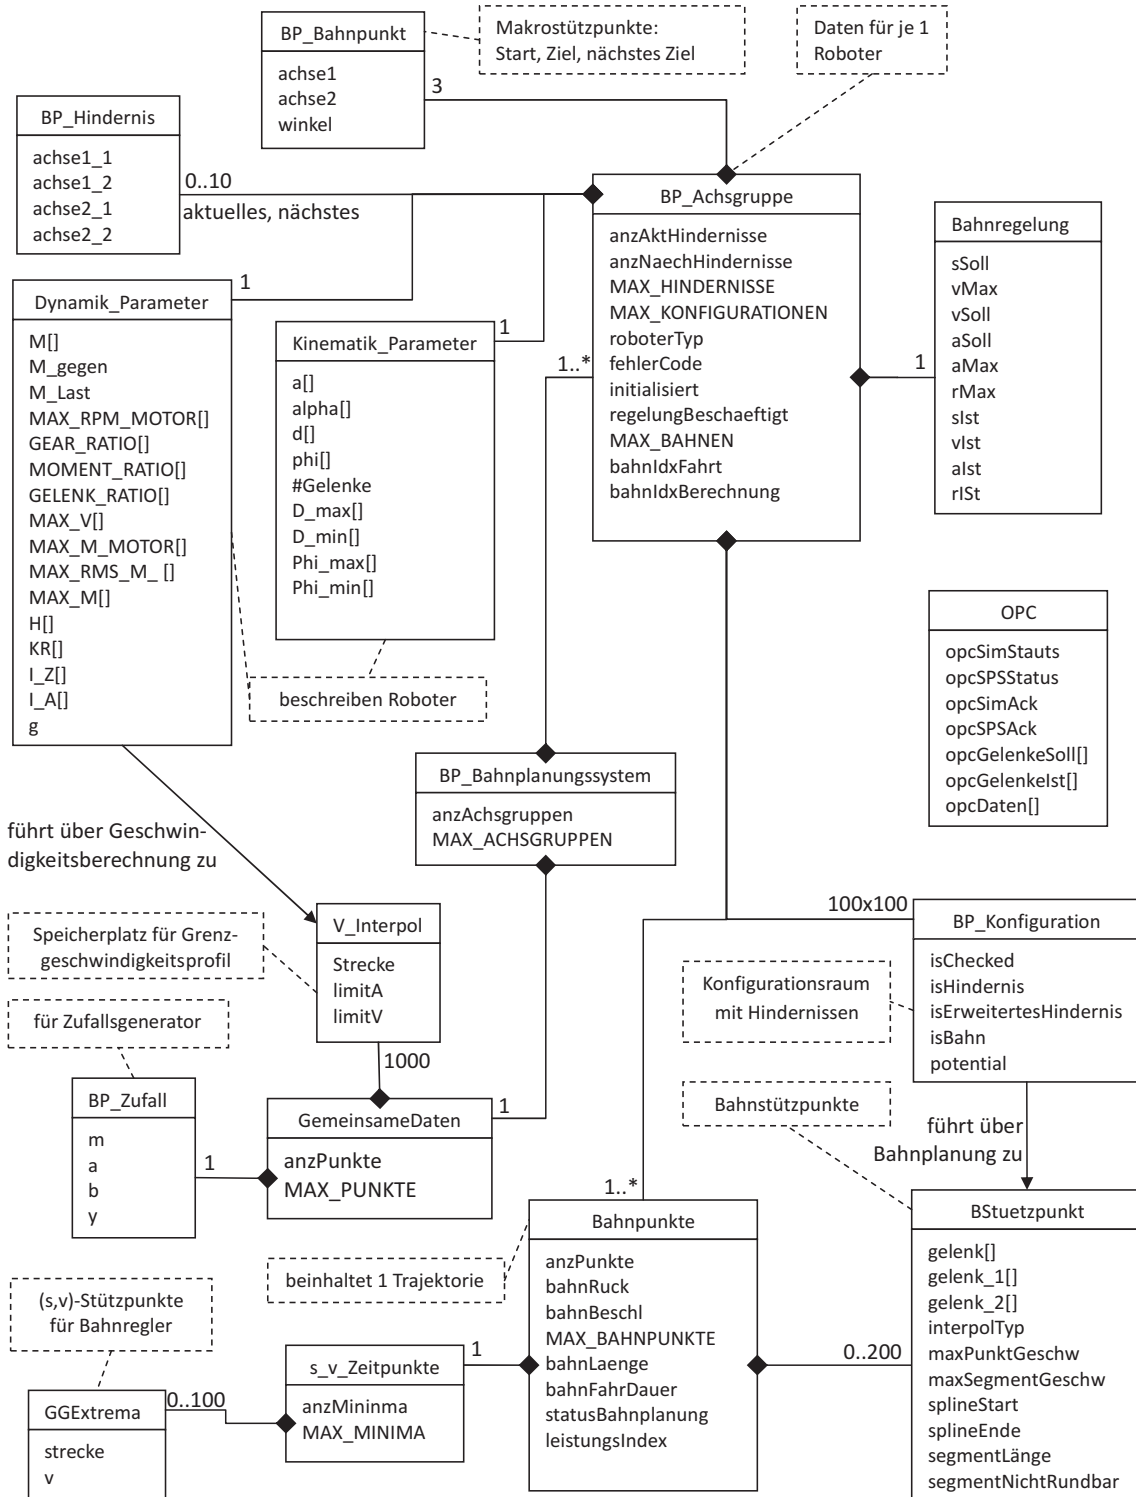 BP_Bahnpunkt
achse1
achse2
winkel
Makrostützpunkte:
Start, Ziel, nächstes Ziel
Daten für je 1
Roboter
3
BP_Hindernis
achse1_1
achse1_2
achse2_1
achse2_2
0..10
aktuelles, nächstes
BP_Achsgruppe
anzAktHindernisse
anzNaechHindernisse
MAX_HINDERNISSE
MAX_KONFIGURATIONEN
roboterTyp
fehlerCode
initialisiert
regelungBeschaeftigt
MAX_BAHNEN
bahnIdxFahrt
bahnIdxBerechnung
Bahnregelung
sSoll
vMax
vSoll
aSoll
aMax
rMax
sIst
vIst
aIst
rISt
1
1
Dynamik_Parameter
M[]
M_gegen
M_Last
MAX_RPM_MOTOR[]
GEAR_RATIO[]
MOMENT_RATIO[]
GELENK_RATIO[]
MAX_V[]
MAX_M_MOTOR[]
MAX_RMS_M_ []
MAX_M[]
H[]
KR[]
I_Z[]
I_A[]
g
1
Kinematik_Parameter
a[]
alpha[]
d[]
phi[]
#Gelenke
D_max[]
D_min[]
Phi_max[]
Phi_min[]
1..*
beschreiben Roboter
OPC
opcSimStauts
opcSPSStatus
opcSimAck
opcSPSAck
opcGelenkeSoll[]
opcGelenkeIst[]
opcDaten[]
BP_Bahnplanungssystem
anzAchsgruppen
MAX_ACHSGRUPPEN
führt über Geschwin-
digkeitsberechnung zu
V_Interpol
Strecke
limitA
limitV
Speicherplatz für Grenz-
geschwindigkeitsprofil
für Zufallsgenerator
BP_Zufall
m
a
b
y
1
1000
GemeinsameDaten
anzPunkte
MAX_PUNKTE
1
100x100
BP_Konfiguration
isChecked
isHindernis
isErweitertesHindernis
isBahn
potential
Konfigurationsraum
mit Hindernissen
Bahnstützpunkte
führt über
Bahnplanung zu
1..*
Bahnpunkte
anzPunkte
bahnRuck
bahnBeschl
MAX_BAHNPUNKTE
bahnLaenge
bahnFahrDauer
statusBahnplanung
leistungsIndex
beinhaltet 1 Trajektorie
BStuetzpunkt
gelenk[]
gelenk_1[]
gelenk_2[]
interpolTyp
maxPunktGeschw
maxSegmentGeschw
splineStart
splineEnde
segmentLänge
segmentNichtRundbar
0..200
(s,v)-Stützpunkte
für Bahnregler
s_v_Zeitpunkte
anzMininma
MAX_MINIMA
1
0..100
GGExtrema
strecke
v